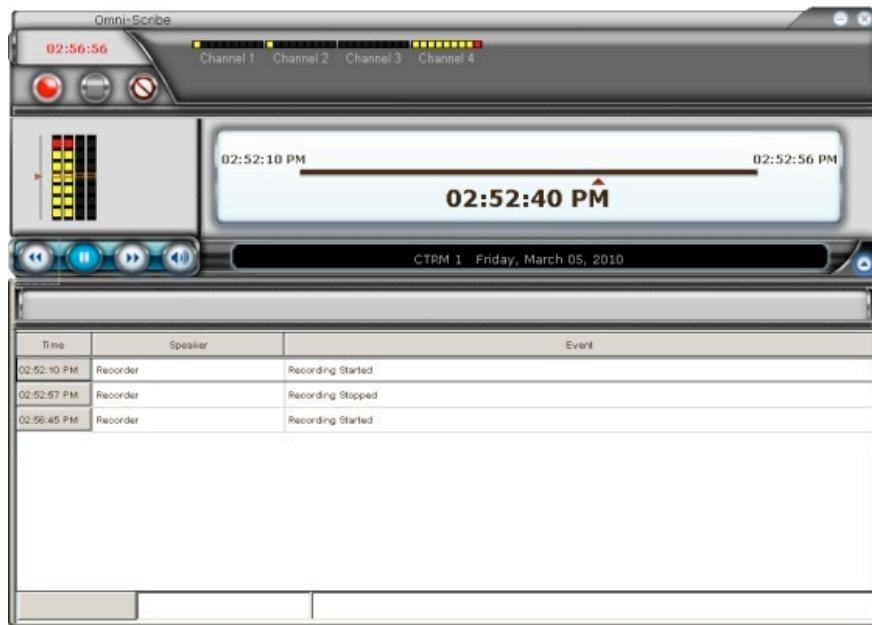 Omni-Scribe
02:56:56
Channel 1 Channel 2 Channel 3 Channel 4
02:52:10 PM 02:52:56 PM
02:52:40 PM
CTRM 1 Friday, March 05, 2010
Time Speaker Event
02:52:10 PM Recorder Recording Started
02:52:57 PM Recorder Recording Stopped
02:56:45 PM Recorder Recording Started